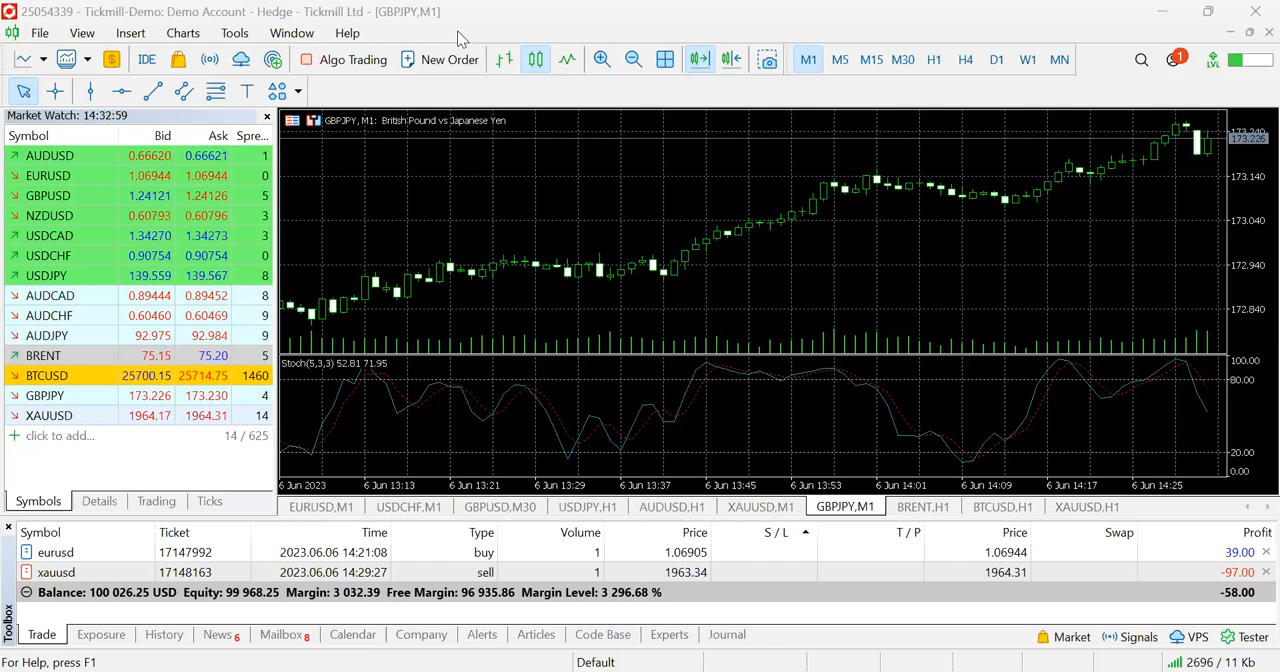 25054339 - Tickmill-Demo: Demo Account - Hedge - Tickmill Ltd - [GBPJPY,M1]
File View Insert Charts Tools Window Help
IDE Algo Trading New Order M1 M5 M15 M30 H1 H4 D1 W1 MN 1 LVL
T
Market Watch: 14:32:59
Symbol Bid Ask Spre...
AUDUSD 0.66620 0.66621 1
EURUSD 1.06944 1.06944 0
GBPUSD 1.24121 1.24126 5
NZDUSD 0.60793 0.60796 3
USDCAD 1.34270 1.34273 3
USDCHF 0.90754 0.90754 0
USDJPY 139.559 139.567 8
AUDCAD 0.89444 0.89452 8
AUDCHF 0.60460 0.60469 9
AUDJPY 92.975 92.984 9
BRENT 75.15 75.20 5
BTCUSD 25700.15 25714.75 1460
GBPJPY 173.226 173.230 4
XAUUSD 1964.17 1964.31 14
click to add... 14 / 625
Symbols Details Trading Ticks
GBPJPY, M1: British Pound vs Japanese Yen
173.240
173.226
173.140
173.040
172.940
172.840
Stoch(5,3,3) 52.81 71.95
100.00
80.00
20.00
0.00
6 Jun 2023 6 Jun 13:13 6 Jun 13:21 6 Jun 13:29 6 Jun 13:37 6 Jun 13:45 6 Jun 13:53 6 Jun 14:01 6 Jun 14:09 6 Jun 14:17 6 Jun 14:25
EURUSD,M1 USDCHF,M1 GBPUSD,M30 USDJPY,H1 AUDUSD,H1 XAUUSD,M1 GBPJPY,M1 BRENT,H1 BTCUSD,H1 XAUUSD,H1
Symbol Ticket Time Type Volume Price S / L T / P Price Swap Profit
eurusd 17147992 2023.06.06 14:21:08 buy 1 1.06905 1.06944 39.00
xauusd 17148163 2023.06.06 14:29:27 sell 1 1963.34 1964.31 -97.00
Balance: 100 026.25 USD Equity: 99 968.25 Margin: 3 032.39 Free Margin: 96 935.86 Margin Level: 3 296.68 % -58.00
Toolbox
Trade Exposure History News 6 Mailbox 8 Calendar Company Alerts Articles Code Base Experts Journal Market Signals VPS Tester
For Help, press F1 Default 2696 / 11 Kb